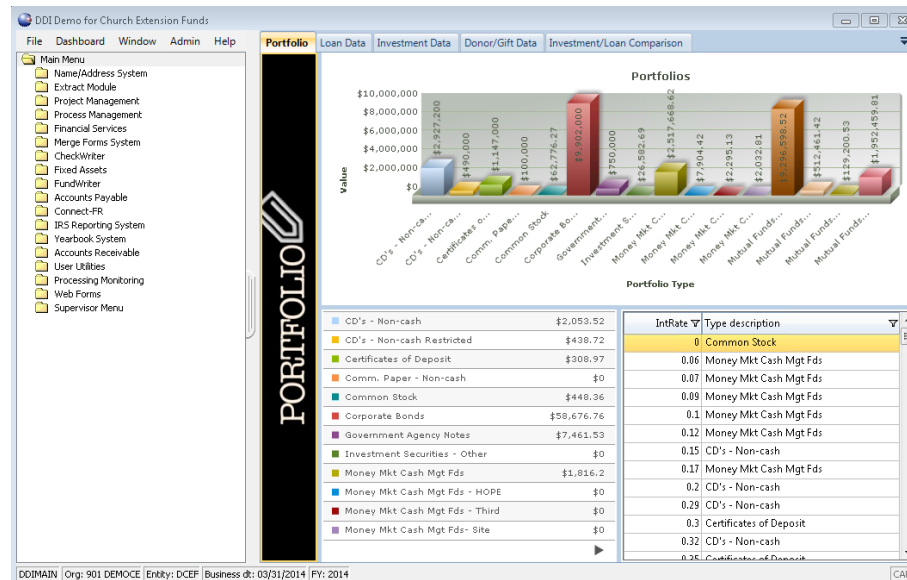 DDI Demo for Church Extension Funds
File Dashboard Window Admin Help
Main Menu
Name/Address System
Extract Module
Project Management
Process Management
Financial Services
Merge Forms System
CheckWriter
Fixed Assets
FundWriter
Accounts Payable
Connect-FR
IRS Reporting System
Yearbook System
Accounts Receivable
User Utilities
Processing Monitoring
Web Forms
Supervisor Menu
Portfolio Loan Data Investment Data Donor/Gift Data Investment/Loan Comparison
PORTFOLIO
Portfolios
Value
$10,000,000
$8,000,000
$6,000,000
$4,000,000
$2,000,000
$0
$2,927,200
$490,000
$1,147,000
$100,000
$62,776.27
$9,902,000
$750,000
$26,582.69
$2,517,668.62
$7,904.42
$2,295.13
$2,032.81
$9,296,598.52
$512,461.42
$129,200.53
$1,952,459.81
CD's - Non-ca...
CD's - Non-ca...
Certificates o...
Comm. Pape...
Common Stock
Corporate Bo...
Government...
Investment S...
Money Mkt C...
Money Mkt C...
Money Mkt C...
Money Mkt C...
Mutual Funds...
Mutual Funds...
Mutual Funds...
Mutual Funds...
Portfolio Type
CD's - Non-cash $2,053.52
CD's - Non-cash Restricted $438.72
Certificates of Deposit $308.97
Comm. Paper - Non-cash $0
Common Stock $448.36
Corporate Bonds $58,676.76
Government Agency Notes $7,461.53
Investment Securities - Other $0
Money Mkt Cash Mgt Fds $1,816.2
Money Mkt Cash Mgt Fds - HOPE $0
Money Mkt Cash Mgt Fds - Third $0
Money Mkt Cash Mgt Fds- Site $0
IntRate Type description
0 Common Stock
0.06 Money Mkt Cash Mgt Fds
0.07 Money Mkt Cash Mgt Fds
0.09 Money Mkt Cash Mgt Fds
0.1 Money Mkt Cash Mgt Fds
0.12 Money Mkt Cash Mgt Fds
0.15 CD's - Non-cash
0.17 Money Mkt Cash Mgt Fds
0.2 CD's - Non-cash
0.29 CD's - Non-cash
0.3 Certificates of Deposit
0.32 CD's - Non-cash
0.35 Certificates of Deposit
DDIMAIN Org: 901 DEMOCE Entity: DCEF Business dt: 03/31/2014 FY: 2014